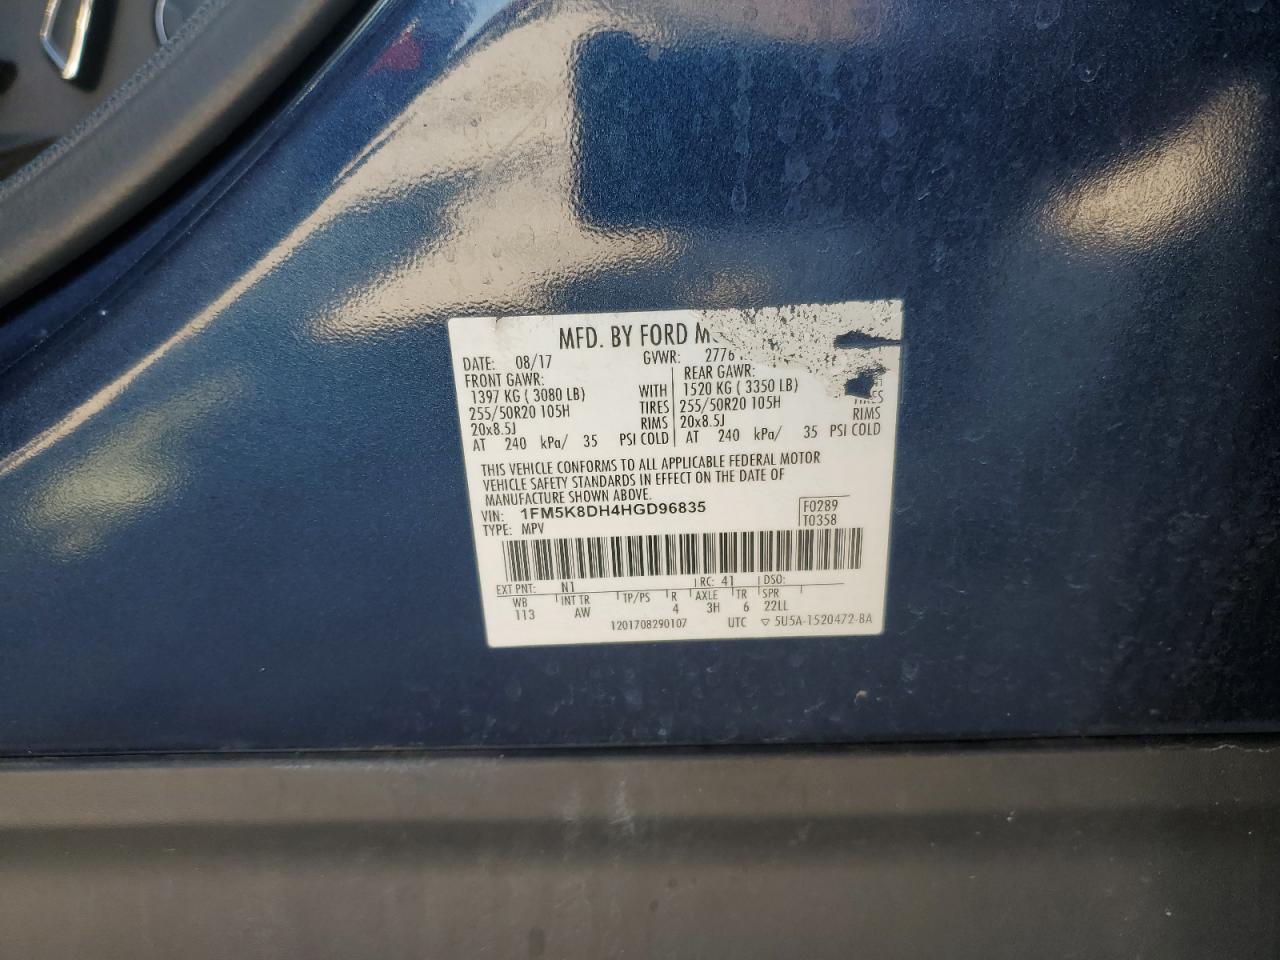 MFD. BY FORD M
DATE: 08/17 GVWR: 2776
FRONT GAWR: REAR GAWR:
1397 KG ( 3080 LB) WITH 1520 KG ( 3350 LB)
255/50R20 105H TIRES 255/50R20 105H TIRES
20x8.5J RIMS 20x8.5J RIMS
AT 240 kPa/ 35 PSI COLD AT 240 kPa/ 35 PSI COLD
THIS VEHICLE CONFORMS TO ALL APPLICABLE FEDERAL MOTOR
VEHICLE SAFETY STANDARDS IN EFFECT ON THE DATE OF
MANUFACTURE SHOWN ABOVE.
VIN: 1FM5K8DH4HGD96835 F0289
TYPE: MPV T0358
EXT PNT: N1 RC: 41 DSO:
WB INT TR TP/PS R AXLE TR SPR
113 AW 4 3H 6 22LL
1201708290107 UTC ▽ 5U5A-1520472-BA